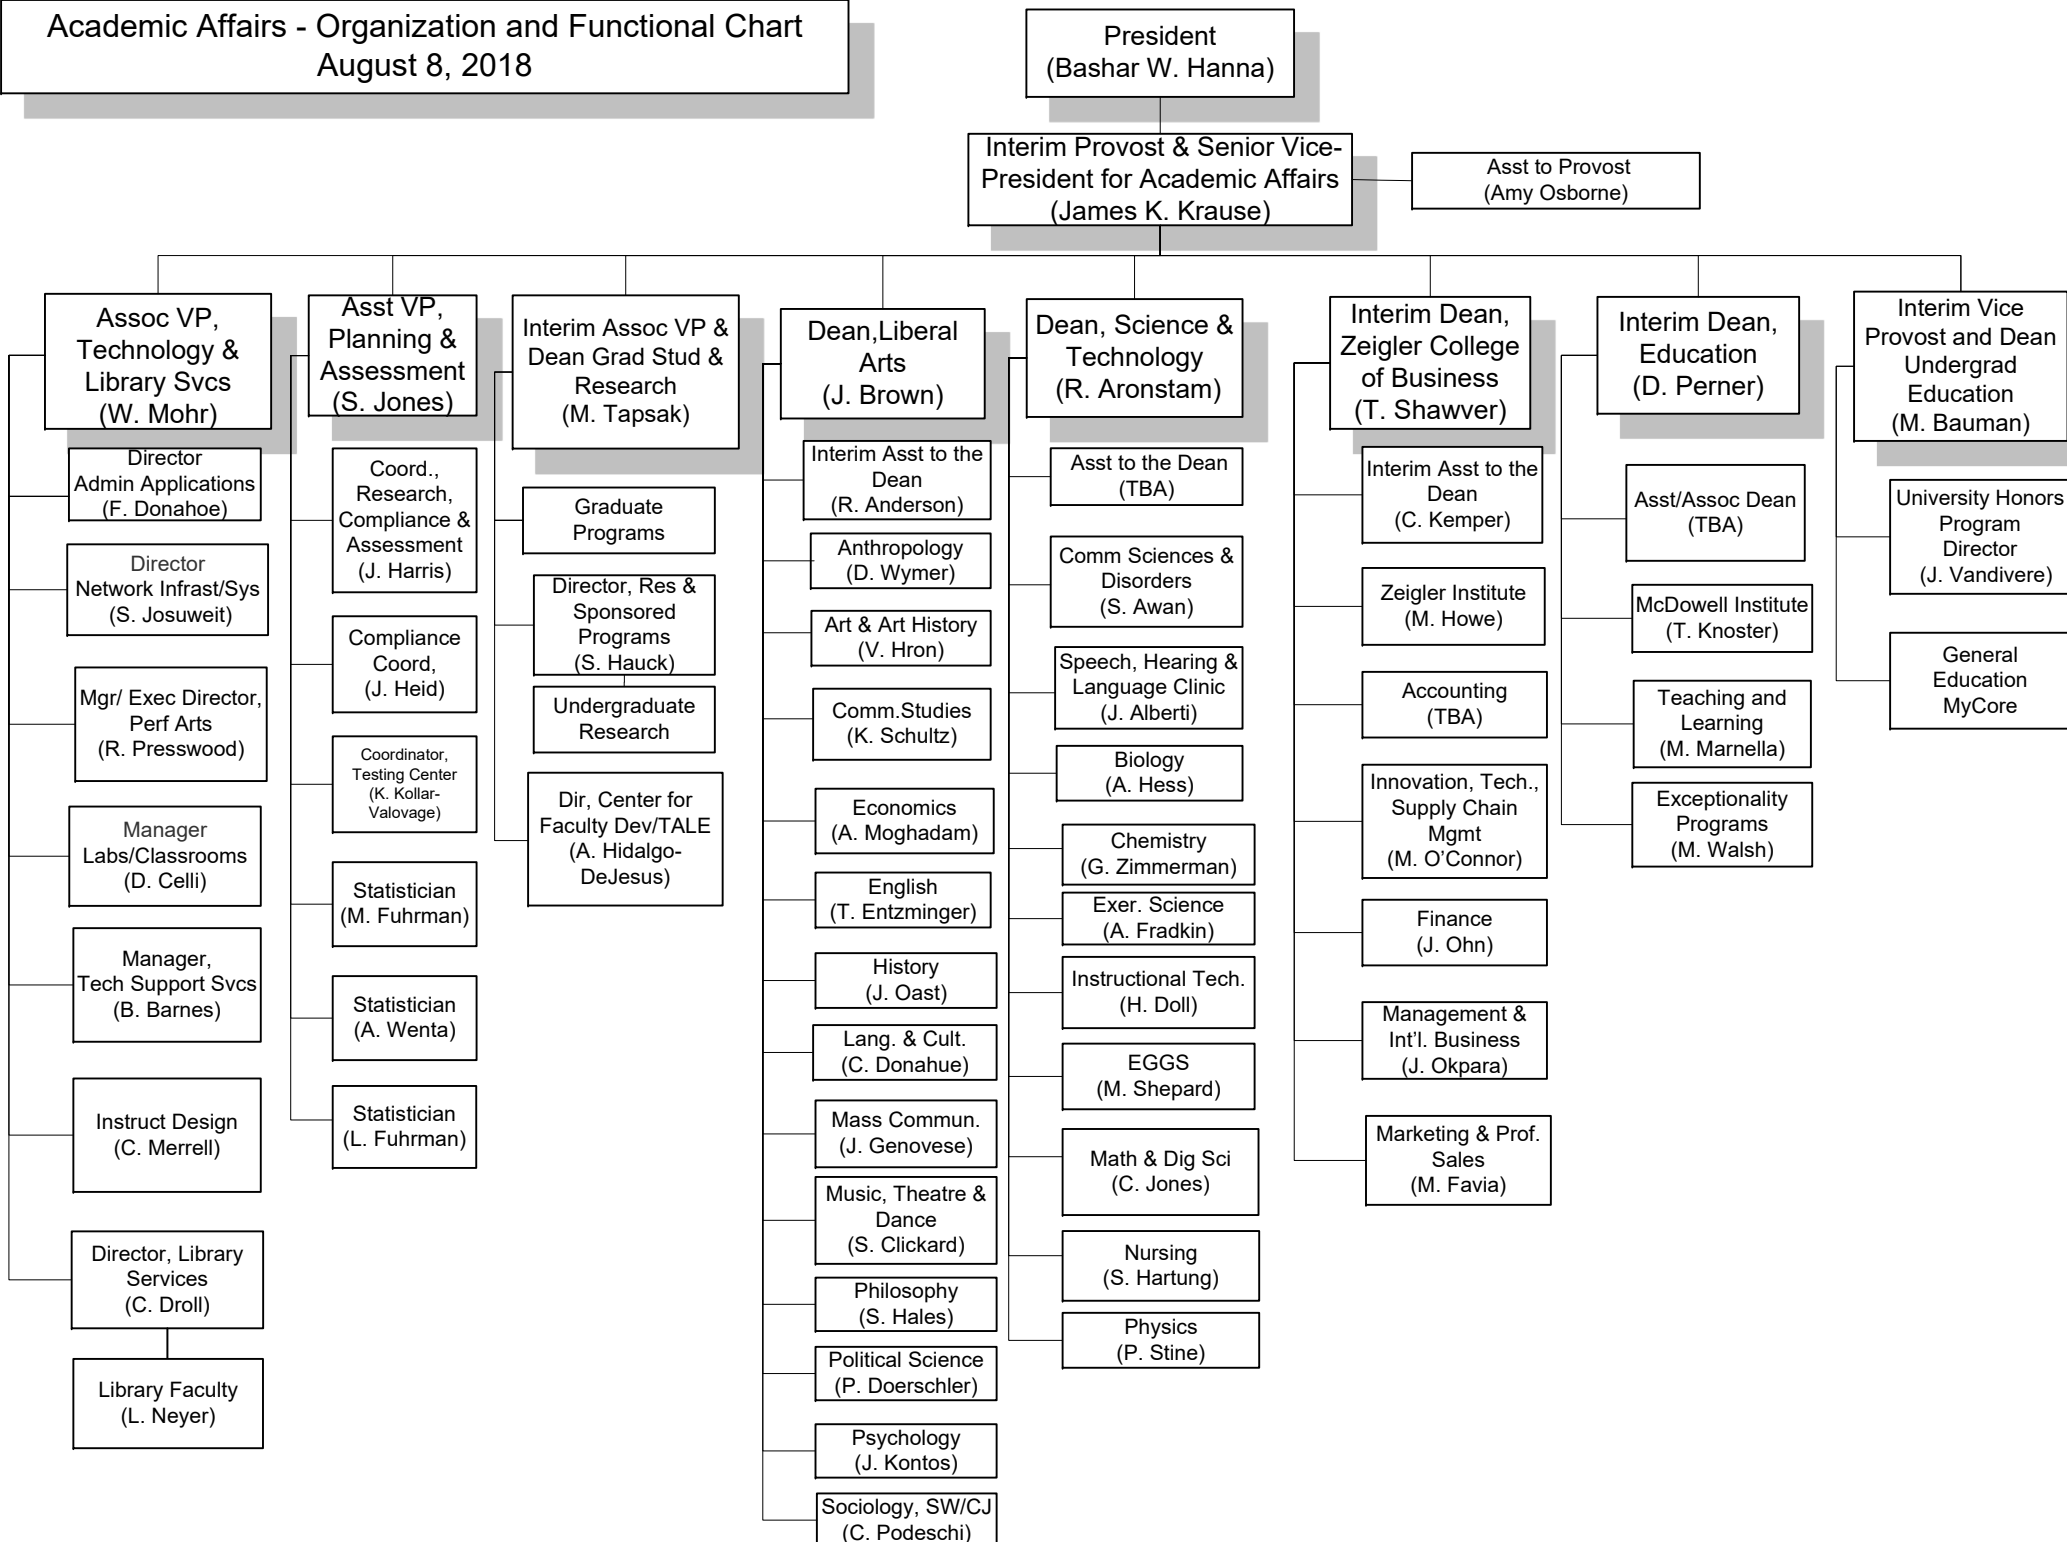 Academic Affairs - Organization and Functional Chart
August 8, 2018
President
(Bashar W. Hanna)
Interim Provost & Senior Vice-
President for Academic Affairs
(James K. Krause)
Asst to Provost
(Amy Osborne)
Assoc VP,
Technology &
Library Svcs
(W. Mohr)
Director
Admin Applications
(F. Donahoe)
Director
Network Infrast/Sys
(S. Josuweit)
Mgr/ Exec Director,
Perf Arts
(R. Presswood)
Manager
Labs/Classrooms
(D. Celli)
Manager,
Tech Support Svcs
(B. Barnes)
Instruct Design
(C. Merrell)
Director, Library
Services
(C. Droll)
Library Faculty
(L. Neyer)
Asst VP,
Planning &
Assessment
(S. Jones)
Coord.,
Research,
Compliance &
Assessment
(J. Harris)
Compliance
Coord,
(J. Heid)
Coordinator,
Testing Center
(K. Kollar-
Valovage)
Statistician
(M. Fuhrman)
Statistician
(A. Wenta)
Statistician
(L. Fuhrman)
Interim Assoc VP &
Dean Grad Stud &
Research
(M. Tapsak)
Graduate
Programs
Director, Res &
Sponsored
Programs
(S. Hauck)
Undergraduate
Research
Dir, Center for
Faculty Dev/TALE
(A. Hidalgo-
DeJesus)
Dean,Liberal
Arts
(J. Brown)
Interim Asst to the
Dean
(R. Anderson)
Anthropology
(D. Wymer)
Art & Art History
(V. Hron)
Comm.Studies
(K. Schultz)
Economics
(A. Moghadam)
English
(T. Entzminger)
History
(J. Oast)
Lang. & Cult.
(C. Donahue)
Mass Commun.
(J. Genovese)
Music, Theatre &
Dance
(S. Clickard)
Philosophy
(S. Hales)
Political Science
(P. Doerschler)
Psychology
(J. Kontos)
Sociology, SW/CJ
(C. Podeschi)
Dean, Science &
Technology
(R. Aronstam)
Asst to the Dean
(TBA)
Comm Sciences &
Disorders
(S. Awan)
Speech, Hearing &
Language Clinic
(J. Alberti)
Biology
(A. Hess)
Chemistry
(G. Zimmerman)
Exer. Science
(A. Fradkin)
Instructional Tech.
(H. Doll)
EGGS
(M. Shepard)
Math & Dig Sci
(C. Jones)
Nursing
(S. Hartung)
Physics
(P. Stine)
Interim Dean,
Zeigler College
of Business
(T. Shawver)
Interim Asst to the
Dean
(C. Kemper)
Zeigler Institute
(M. Howe)
Accounting
(TBA)
Innovation, Tech.,
Supply Chain
Mgmt
(M. O’Connor)
Finance
(J. Ohn)
Management &
Int’l. Business
(J. Okpara)
Marketing & Prof.
Sales
(M. Favia)
Interim Dean,
Education
(D. Perner)
Asst/Assoc Dean
(TBA)
McDowell Institute
(T. Knoster)
Teaching and
Learning
(M. Marnella)
Exceptionality
Programs
(M. Walsh)
Interim Vice
Provost and Dean
Undergrad
Education
(M. Bauman)
University Honors
Program
Director
(J. Vandivere)
General
Education
MyCore